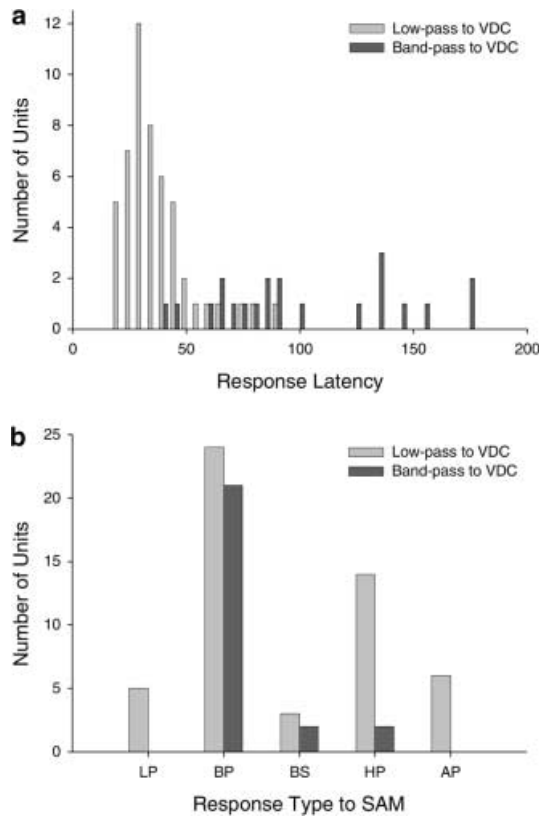 a
Low-pass to VDC
Band-pass to VDC
Number of Units
12
10
8
6
4
2
0
0 50 100 150 200
Response Latency
b
Low-pass to VDC
Band-pass to VDC
Number of Units
25
20
15
10
5
0
LP BP BS HP AP
Response Type to SAM